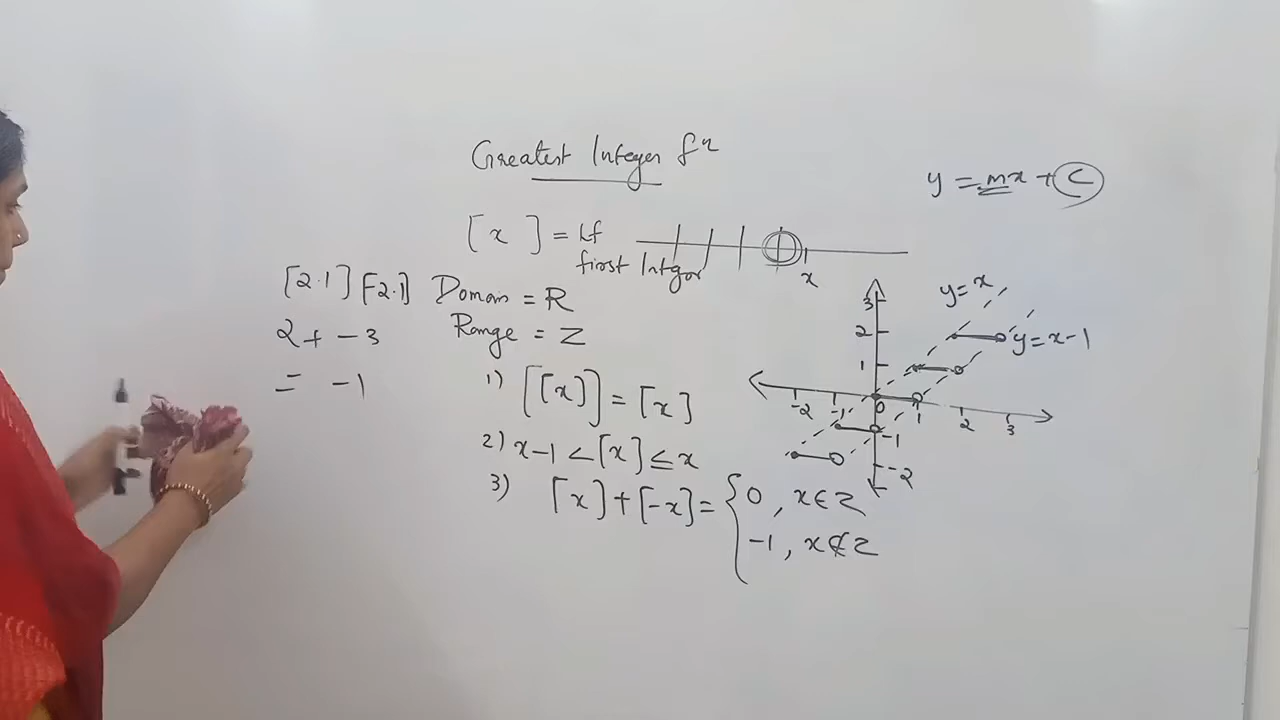 Greatest Integer fn
y = mx + C
[x] = Lf
first Intgor
x
[2.1] [-2.1]
2 + -3
= -1
Domain = R
Range = Z
1) [[x]] = [x]
2) x-1 < [x] ≤ x
3) [x] + [-x] = { 0, x ∈ Z
-1, x ∉ Z
y = x
y = x-1
3
2
1
-2 -1 0 1 2 3
-1
-2